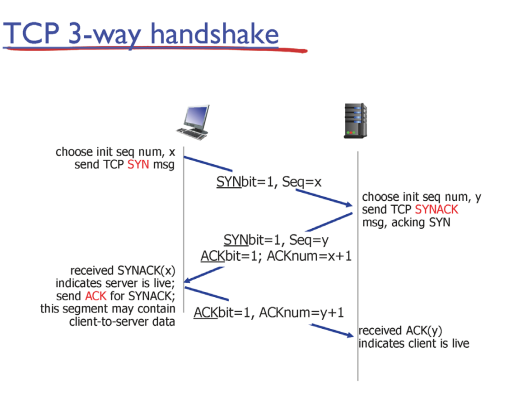 TCP 3-way handshake
choose init seq num, x
send TCP SYN msg
SYNbit=1, Seq=x
choose init seq num, y
send TCP SYNACK
msg, acking SYN
SYNbit=1, Seq=y
ACKbit=1; ACKnum=x+1
received SYNACK(x)
indicates server is live;
send ACK for SYNACK;
this segment may contain
client-to-server data
ACKbit=1, ACKnum=y+1
received ACK(y)
indicates client is live